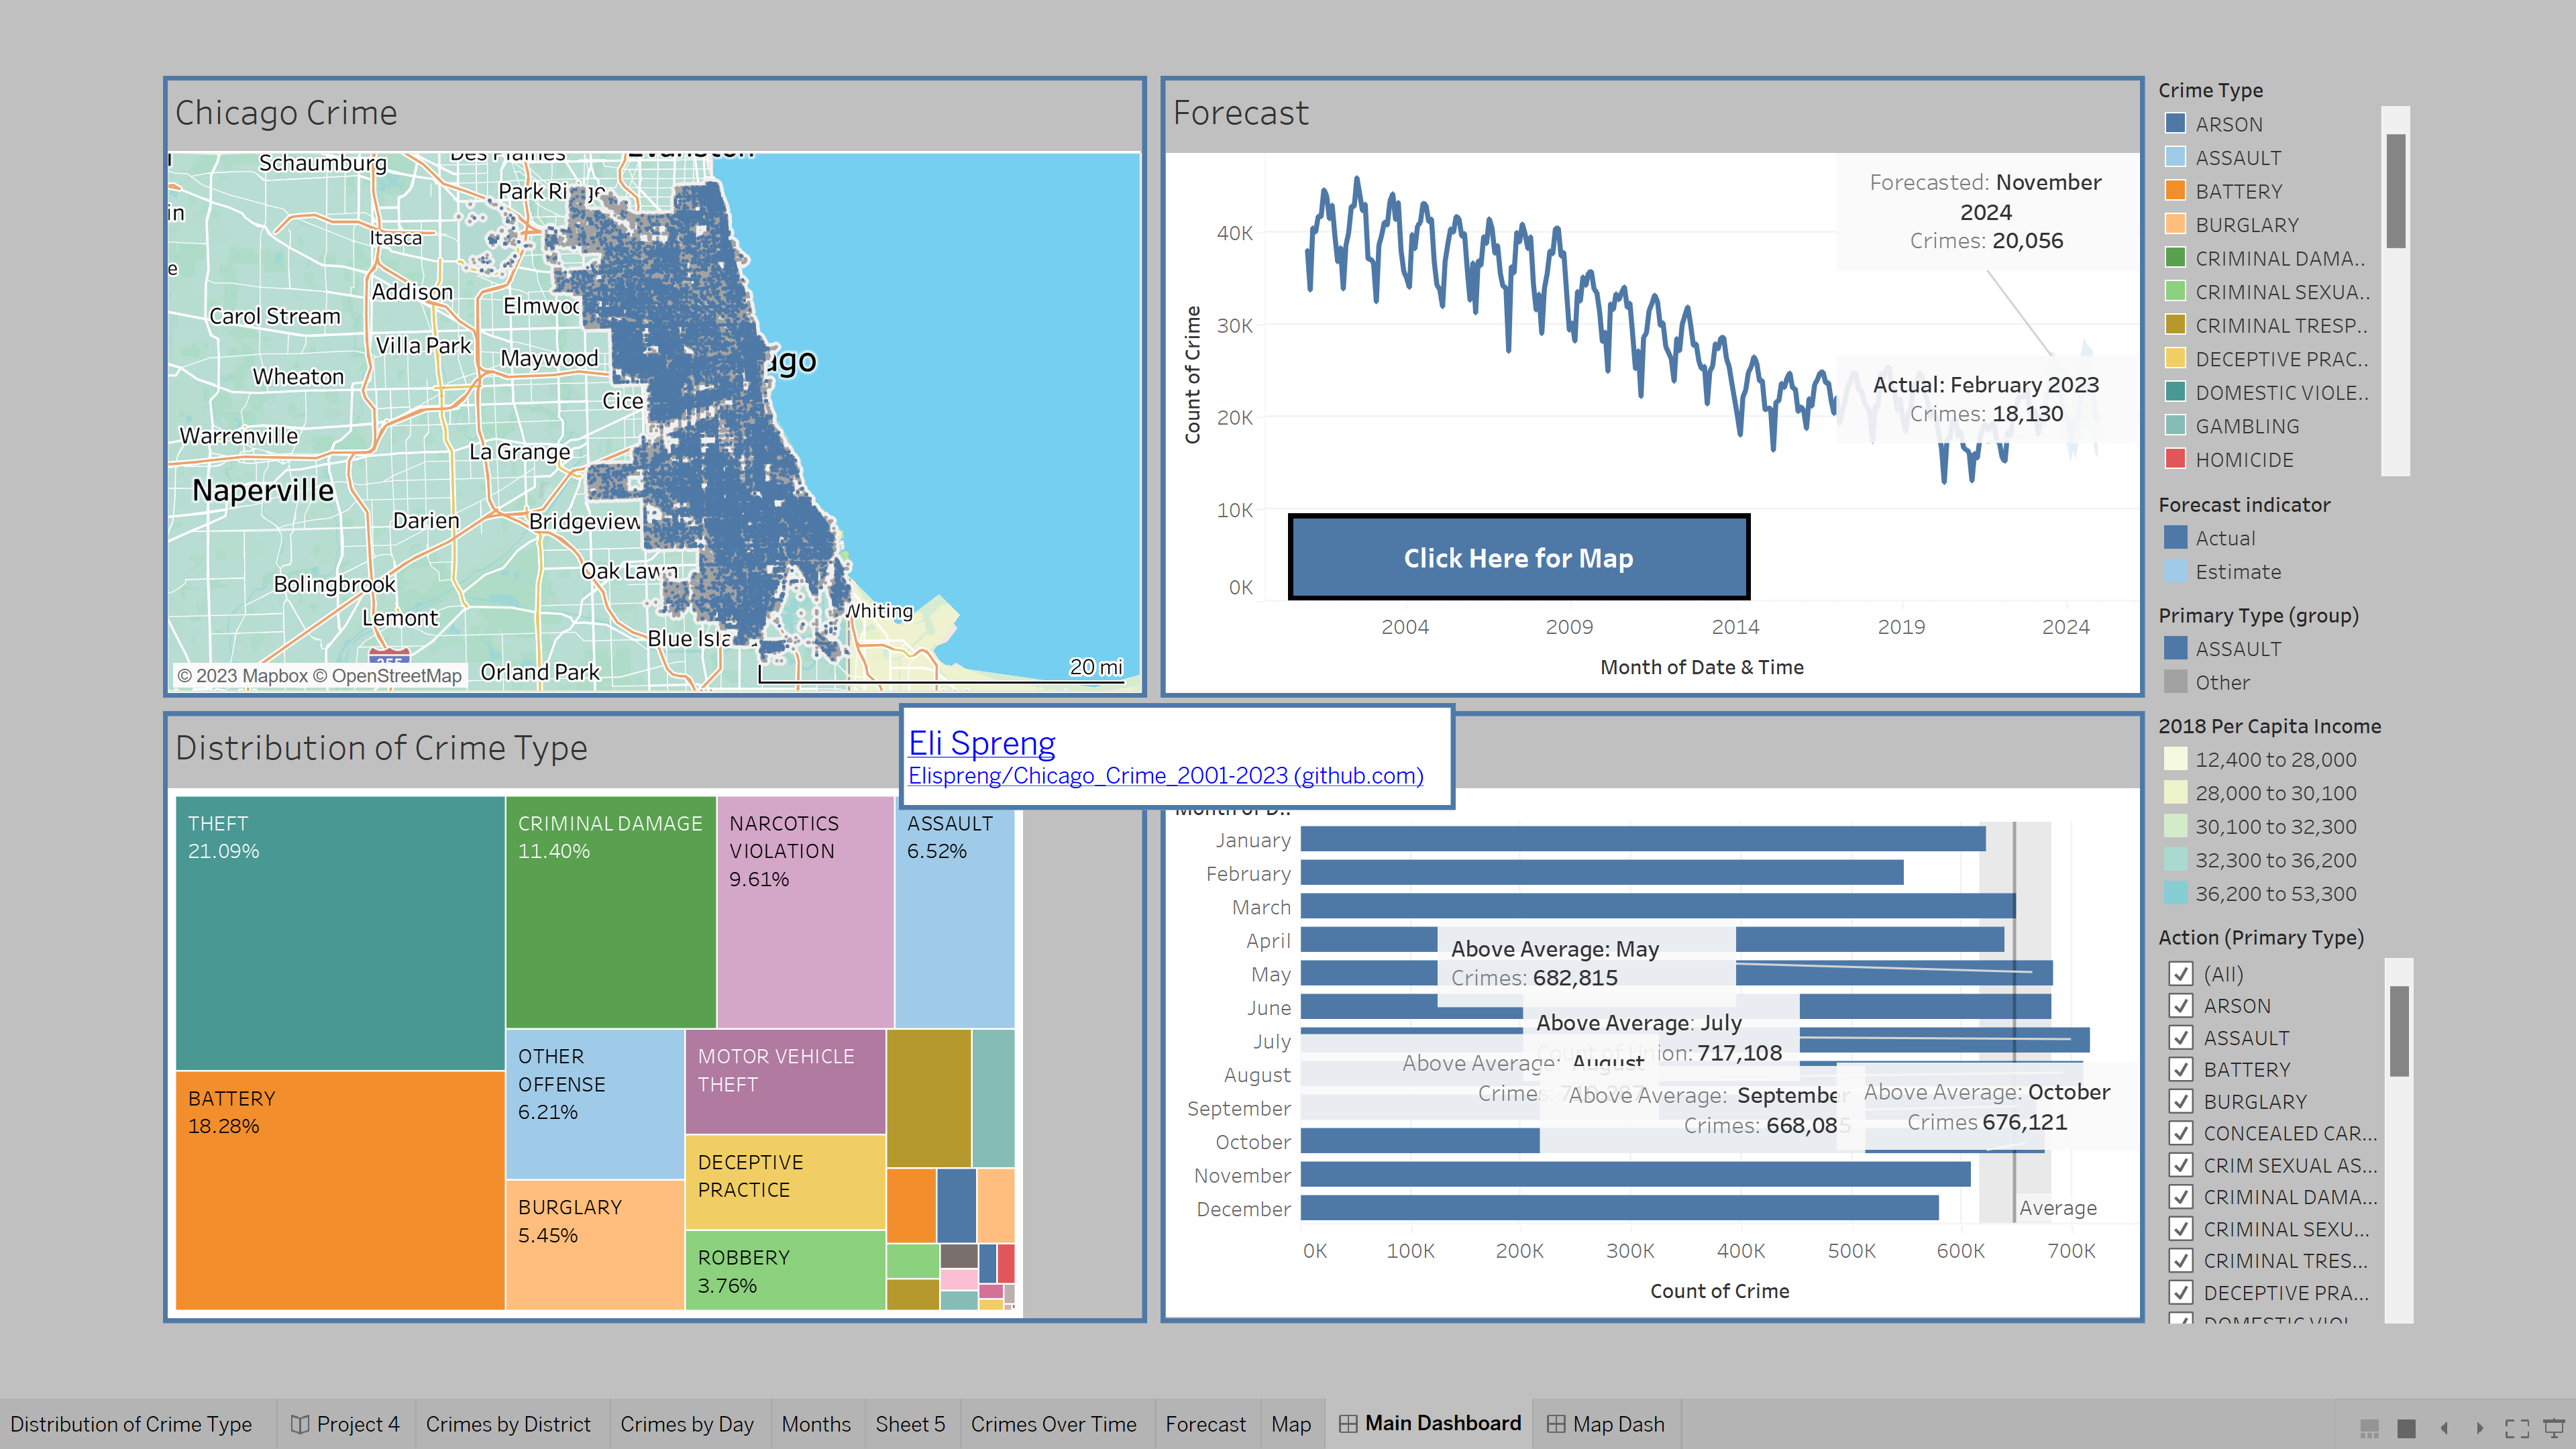 Chicago Crime
Schaumburg
Des Plaines
Evanston
Park Ridge
in
Itasca
e
Addison
Elmwoo
Carol Stream
Villa Park
Maywood
ago
Wheaton
Cice
Warrenville
La Grange
Naperville
Darien
Bridgeview
Oak Lawn
Bolingbrook
Whiting
Lemont
Blue Isla
355
Orland Park
20 mi
© 2023 Mapbox © OpenStreetMap
Forecast
Count of Crime
40K
30K
20K
10K
0K
Forecasted: November
2024
Crimes: 20,056
Actual: February 2023
Crimes: 18,130
Click Here for Map
2004
2009
2014
2019
2024
Month of Date & Time
Crime Type
ARSON
ASSAULT
BATTERY
BURGLARY
CRIMINAL DAMA..
CRIMINAL SEXUA..
CRIMINAL TRESP..
DECEPTIVE PRAC..
DOMESTIC VIOLE..
GAMBLING
HOMICIDE
Forecast indicator
Actual
Estimate
Primary Type (group)
ASSAULT
Other
2018 Per Capita Income
12,400 to 28,000
28,000 to 30,100
30,100 to 32,300
32,300 to 36,200
36,200 to 53,300
Action (Primary Type)
(All)
ARSON
ASSAULT
BATTERY
BURGLARY
CONCEALED CAR...
CRIM SEXUAL AS...
CRIMINAL DAMA...
CRIMINAL SEXU...
CRIMINAL TRES...
DECEPTIVE PRA...
DOMESTIC VIOL...
Distribution of Crime Type
THEFT
21.09%
BATTERY
18.28%
CRIMINAL DAMAGE
11.40%
NARCOTICS
VIOLATION
9.61%
ASSAULT
6.52%
OTHER
OFFENSE
6.21%
BURGLARY
5.45%
MOTOR VEHICLE
THEFT
DECEPTIVE
PRACTICE
ROBBERY
3.76%
Eli Spreng
Elispreng/Chicago_Crime_2001-2023 (github.com)
Month of D..
January
February
March
April
May
June
July
August
September
October
November
December
Above Average: May
Crimes: 682,815
Above Average: July
Count of Union: 717,108
Above Average: August
Crimes:
Above Average: September
Crimes: 668,085
Above Average: October
Crimes 676,121
Average
0K
100K
200K
300K
400K
500K
600K
700K
Count of Crime
Distribution of Crime Type
Project 4
Crimes by District
Crimes by Day
Months
Sheet 5
Crimes Over Time
Forecast
Map
Main Dashboard
Map Dash